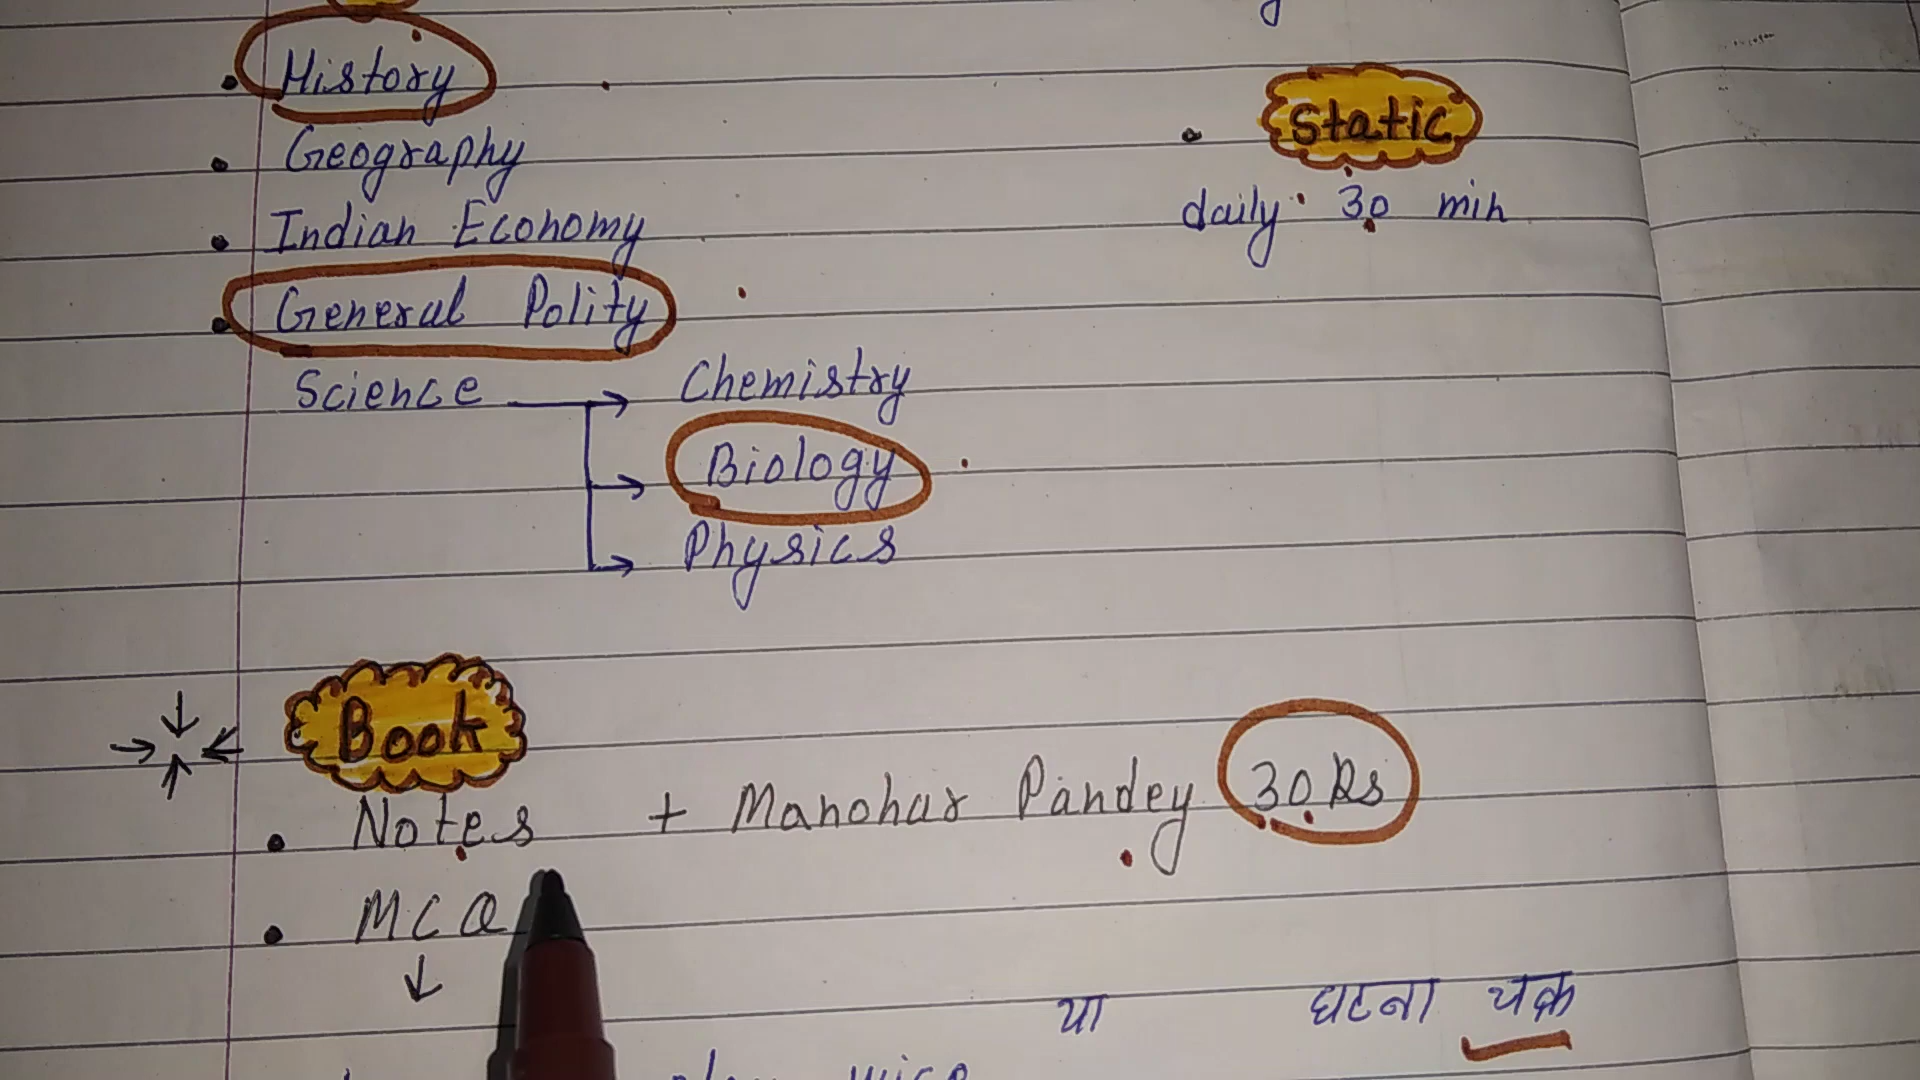 History
Geography
Indian Economy
General Polity
Science → Chemistry
→ Biology
→ Physics
Static
daily 30 min
Book
Notes + Manohar Pandey 30 Rs
MCQ
↓
या घटना चक्र
wise